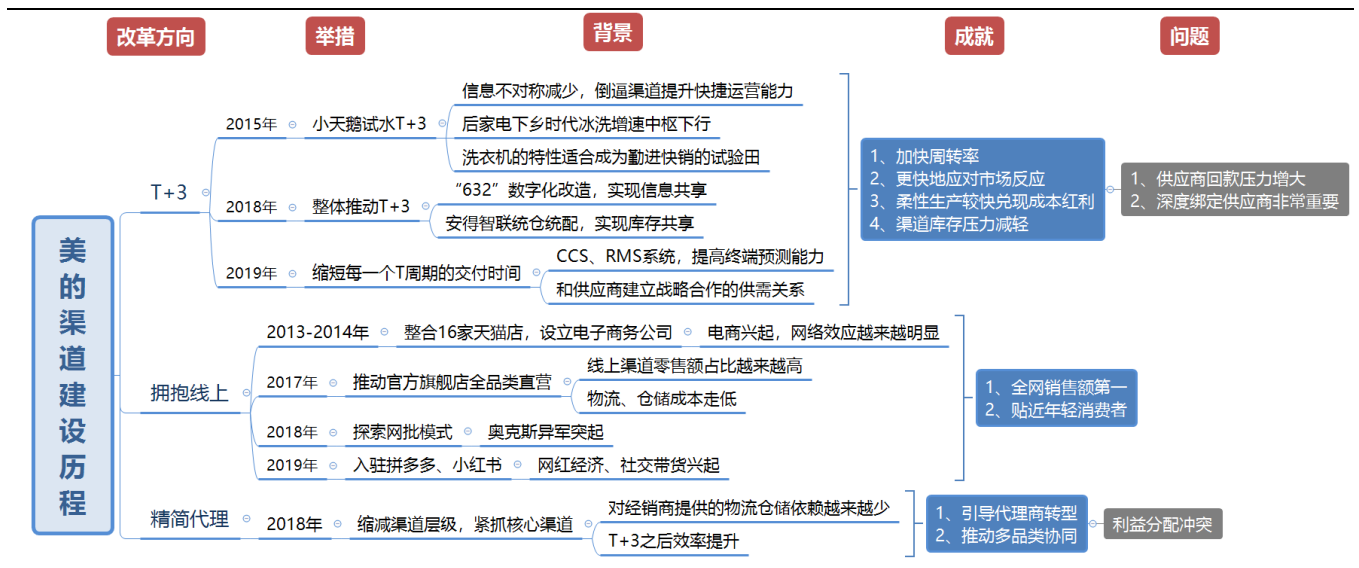 改革方向
举措
背景
成就
问题
美的渠道建设历程
T+3
2015年
小天鹅试水T+3
信息不对称减少，倒逼渠道提升快捷运营能力
后家电下乡时代冰洗增速中枢下行
洗衣机的特性适合成为勤进快销的试验田
2018年
整体推动T+3
“632”数字化改造，实现信息共享
安得智联统仓统配，实现库存共享
2019年
缩短每一个T周期的交付时间
CCS、RMS系统，提高终端预测能力
和供应商建立战略合作的供需关系
1、加快周转率
2、更快地应对市场反应
3、柔性生产较快兑现成本红利
4、渠道库存压力减轻
1、供应商回款压力增大
2、深度绑定供应商非常重要
拥抱线上
2013-2014年
整合16家天猫店，设立电子商务公司
电商兴起，网络效应越来越明显
2017年
推动官方旗舰店全品类直营
线上渠道零售额占比越来越高
物流、仓储成本走低
2018年
探索网批模式
奥克斯异军突起
2019年
入驻拼多多、小红书
网红经济、社交带货兴起
1、全网销售额第一
2、贴近年轻消费者
精简代理
2018年
缩减渠道层级，紧抓核心渠道
对经销商提供的物流仓储依赖越来越少
T+3之后效率提升
1、引导代理商转型
2、推动多品类协同
利益分配冲突